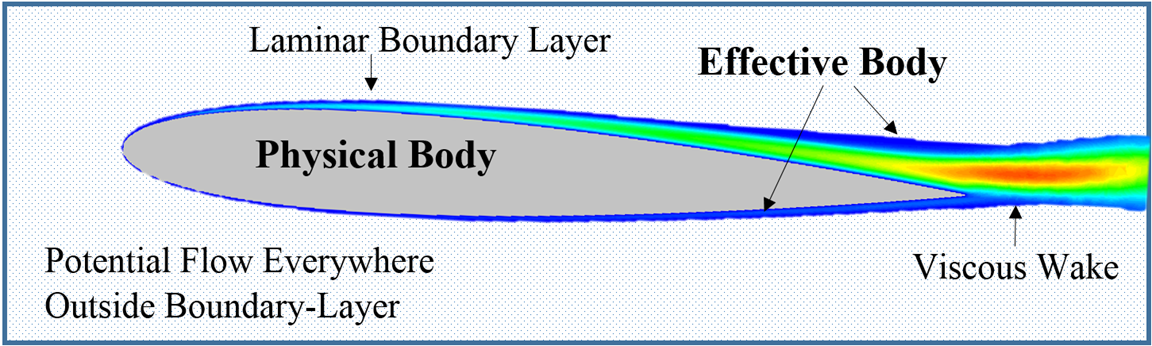 Laminar Boundary Layer
Effective Body
Physical Body
Potential Flow Everywhere
Outside Boundary-Layer
Viscous Wake